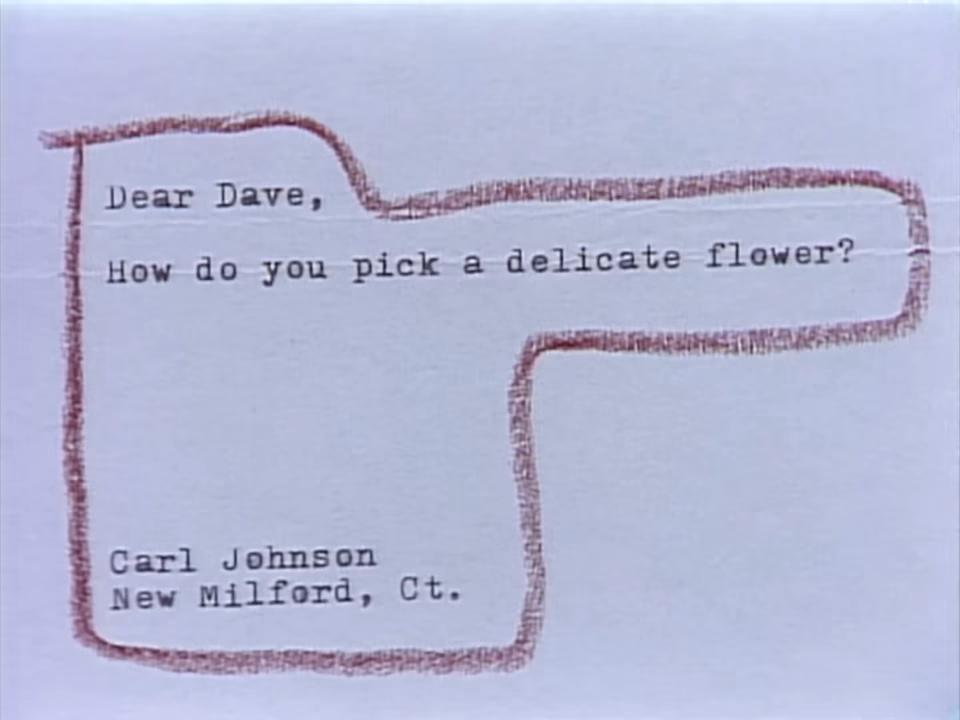 Dear Dave,
How do you pick a delicate flower?
Carl Johnson
New Milford, Ct.